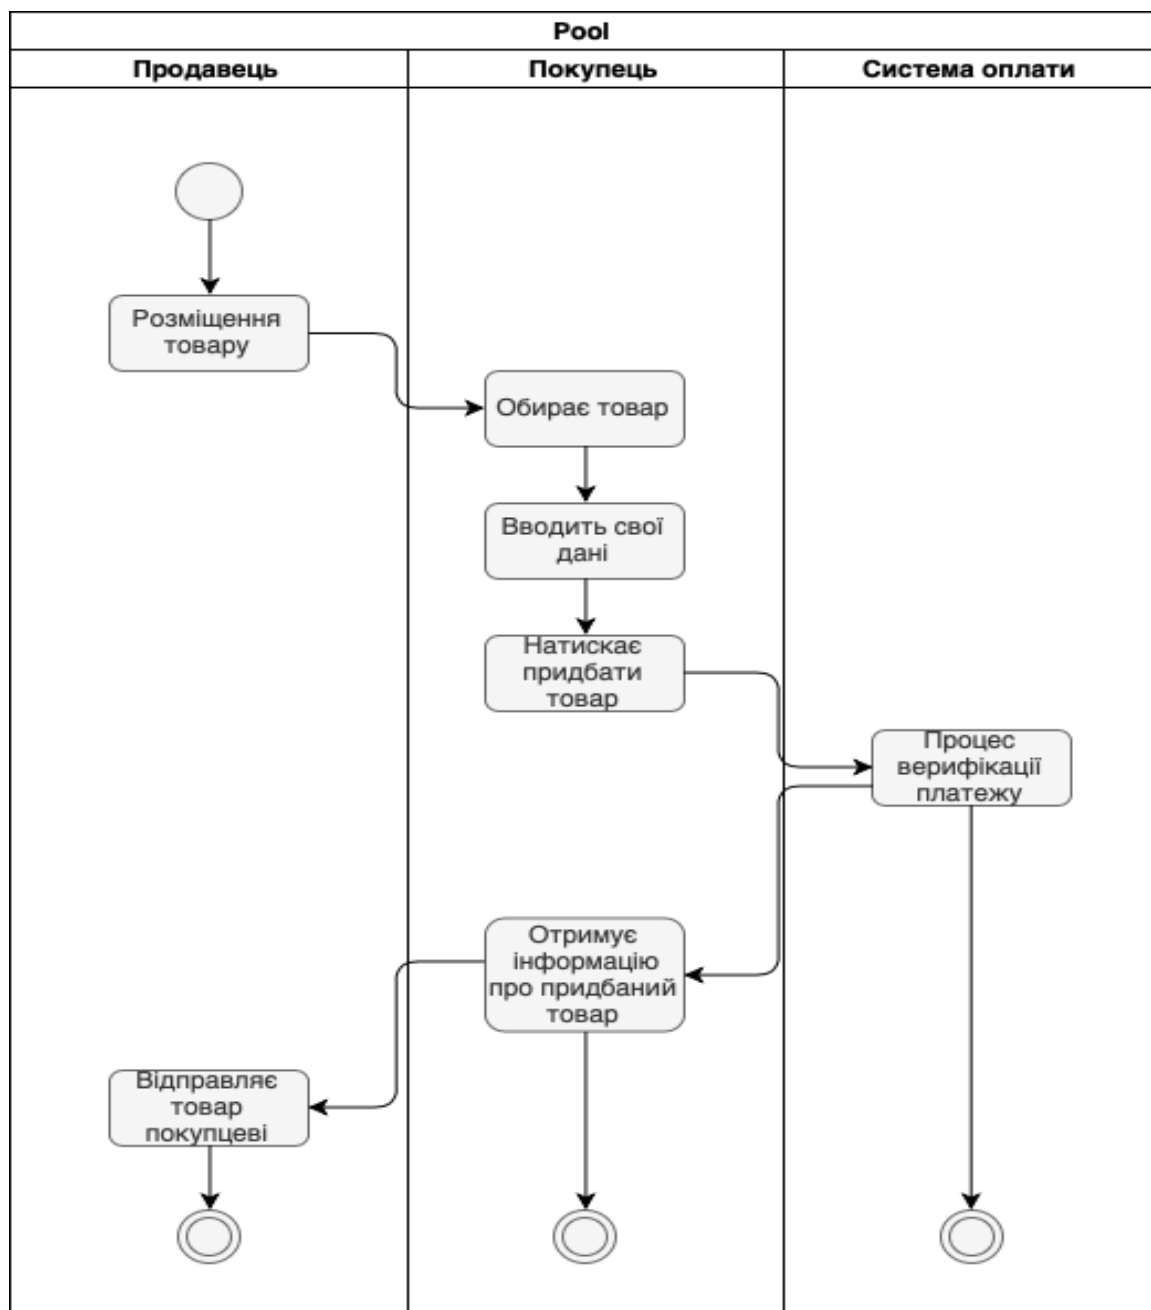 Pool
Продавець
Покупець
Система оплати
Розміщення
товару
Обирає товар
Вводить свої
дані
Натискає
придбати
товар
Процес
верифікації
платежу
Отримує
інформацію
про придбаний
товар
Відправляє
товар
покупцеві